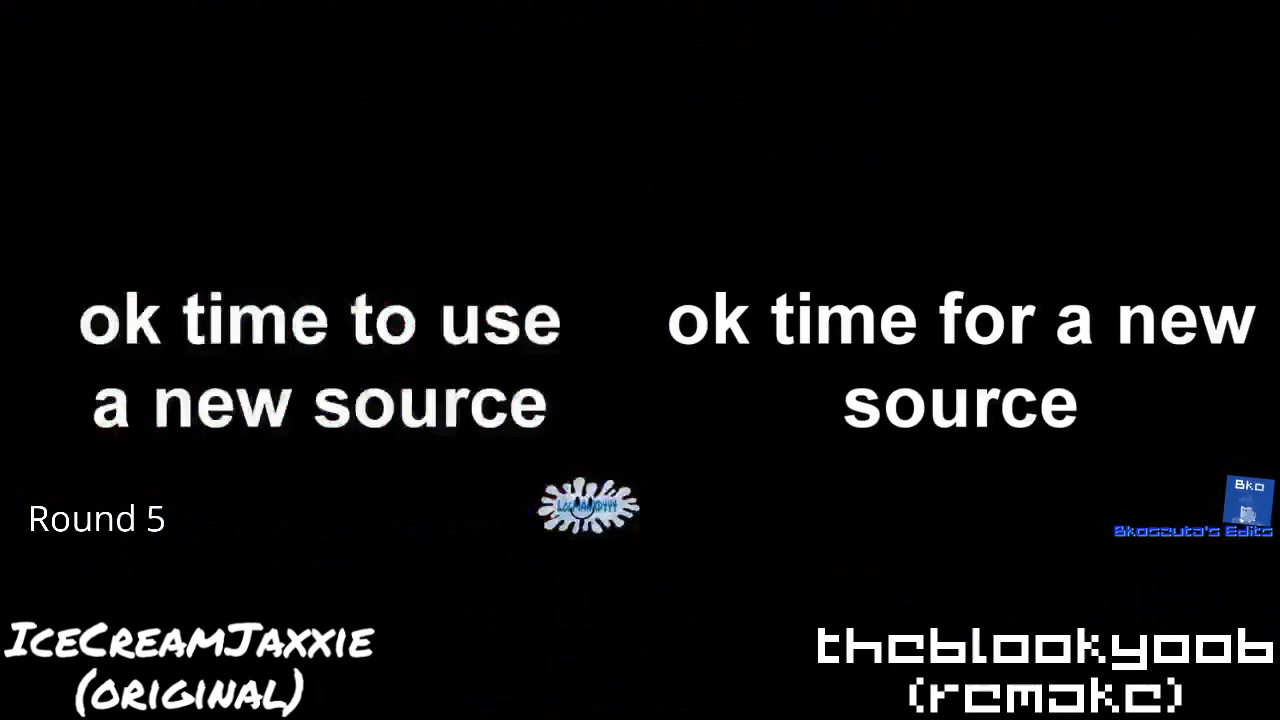 ok time to use
a new source
ok time for a new
source
Round 5
Bko
Bkoszuta's Edits
IceCreamJaxxie
(original)
theblookyoob
(remake)